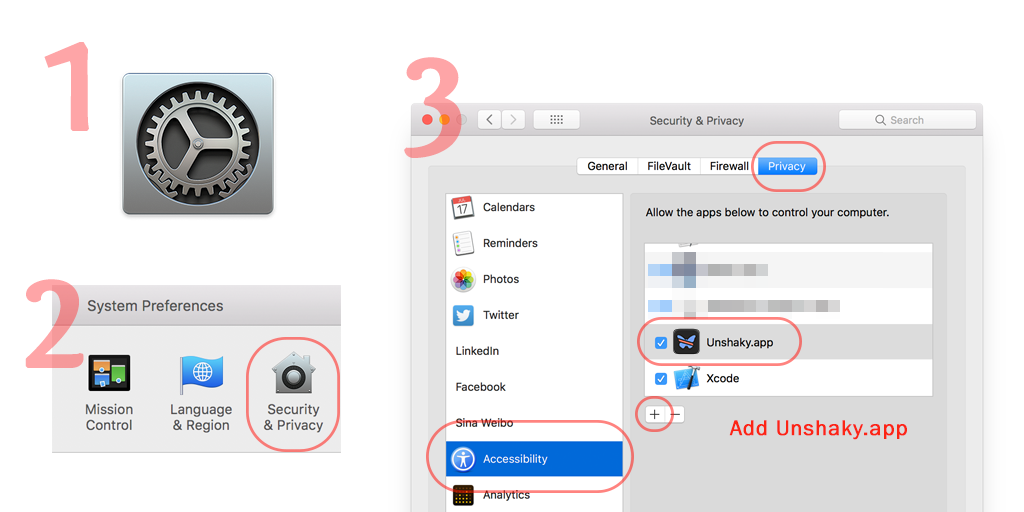 1
2
System Preferences
Mission
Control
Language
& Region
Security
& Privacy
3
Security & Privacy
Search
General
FileVault
Firewall
Privacy
JUL
17
Calendars
Reminders
Photos
Twitter
LinkedIn
Facebook
Sina Weibo
Accessibility
Analytics
Allow the apps below to control your computer.
Unshaky.app
Xcode
+
−
Add Unshaky.app